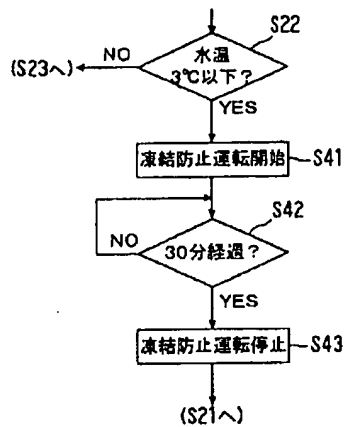 S22
水温
3℃以下?
NO
(S23へ)
YES
凍結防止運転開始
S41
S42
NO
30分経過?
YES
凍結防止運転停止
S43
(S21へ)